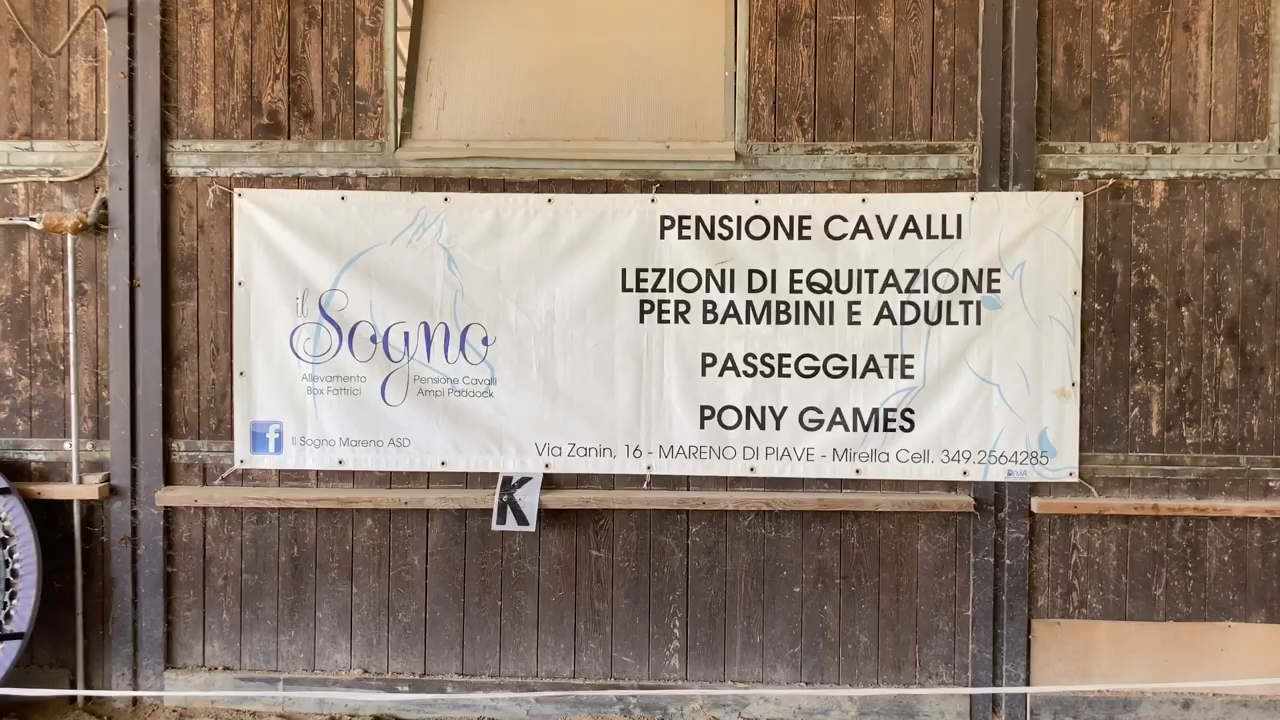 il Sogno
Allevamento
Box Fattrici
Pensione Cavalli
Ampi Paddock
Il Sogno Mareno ASD
PENSIONE CAVALLI
LEZIONI DI EQUITAZIONE
PER BAMBINI E ADULTI
PASSEGGIATE
PONY GAMES
Via Zanin, 16 - MARENO DI PIAVE - Mirella Cell. 349.2564285
K